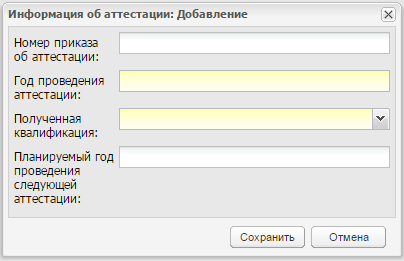 Информация об аттестации: Добавление
Номер приказа
об аттестации:
Год проведения
аттестации:
Полученная
квалификация:
Планируемый год
проведения
следующей
аттестации:
Сохранить Отмена